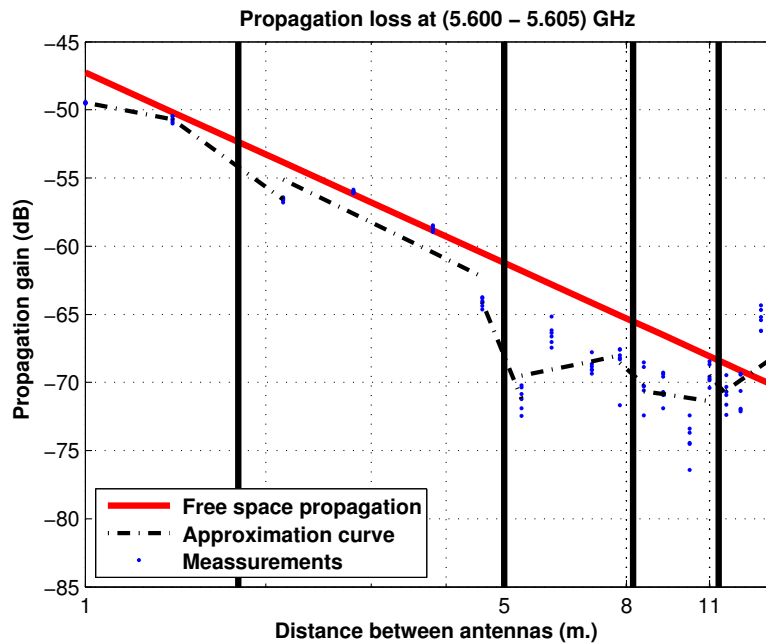 Propagation loss at (5.600 − 5.605) GHz
Propagation gain (dB)
−45
−50
−55
−60
−65
−70
−75
−80
−85
Free space propagation
Approximation curve
Meassurements
1 5 8 11
Distance between antennas (m.)